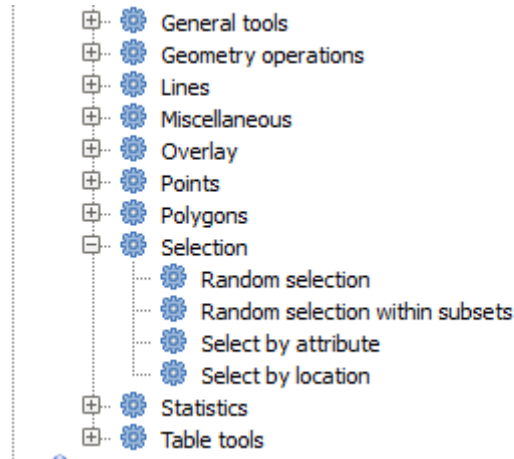 General tools
Geometry operations
Lines
Miscellaneous
Overlay
Points
Polygons
Selection
Random selection
Random selection within subsets
Select by attribute
Select by location
Statistics
Table tools